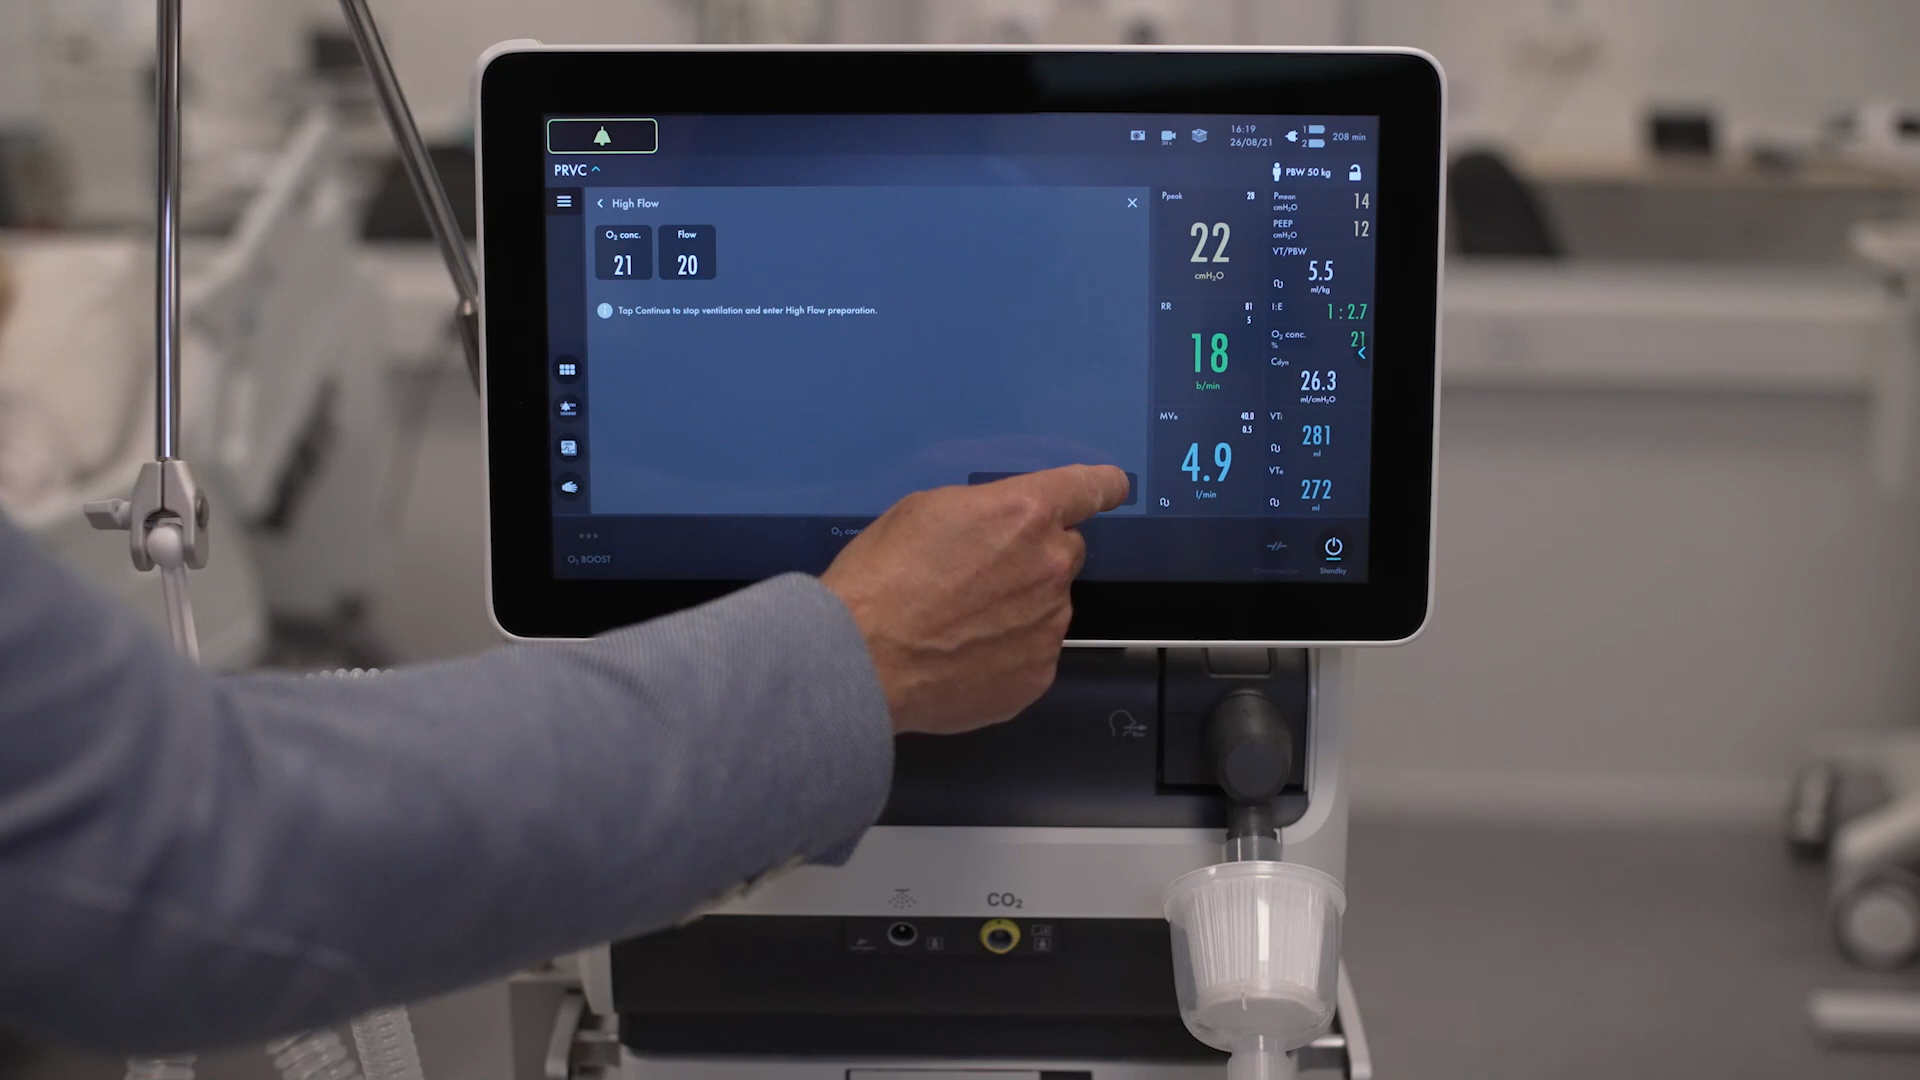 16:19
26/08/21
1
2
208 min
PRVC
PBW 50 kg
High Flow
O₂ conc.
21
Flow
20
Tap Continue to stop ventilation and enter High Flow preparation.
Ppeak
28
22
cmH₂O
RR
81
5
18
b/min
MVe
40.0
0.5
4.9
l/min
Pmean
cmH₂O
14
PEEP
cmH₂O
12
VT/PBW
5.5
ml/kg
I:E
1 : 2.7
O₂ conc.
%
21
Cdyn
26.3
ml/cmH₂O
VTi
281
ml
VTe
272
ml
O₂ BOOST
Standby
CO₂